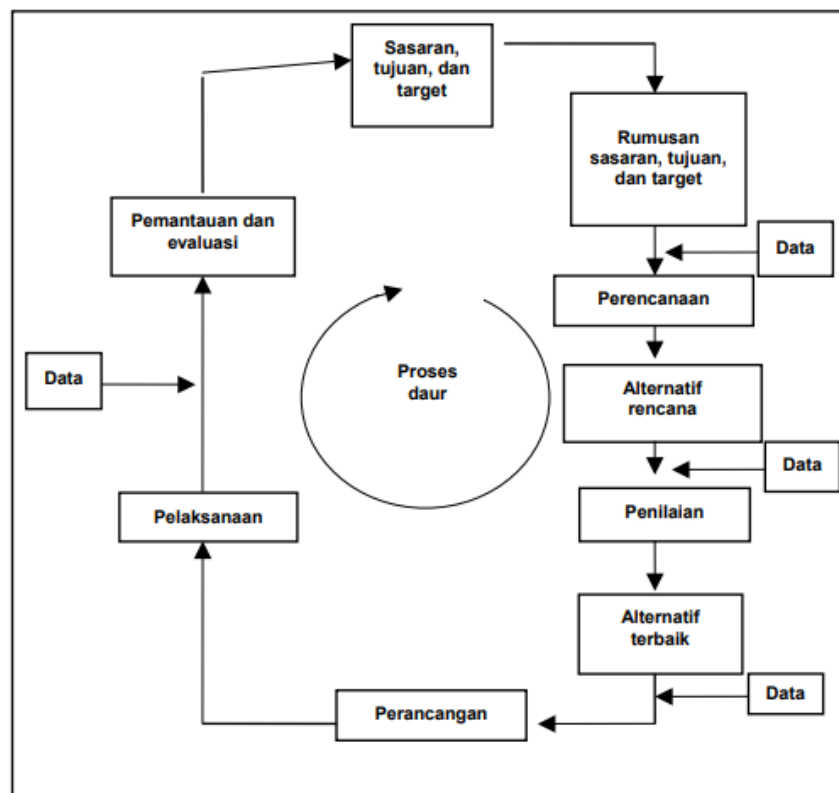 Sasaran,
tujuan, dan
target
Rumusan
sasaran, tujuan,
dan target
Data
Perencanaan
Alternatif
rencana
Data
Penilaian
Alternatif
terbaik
Data
Perancangan
Pelaksanaan
Data
Pemantauan dan
evaluasi
Proses
daur